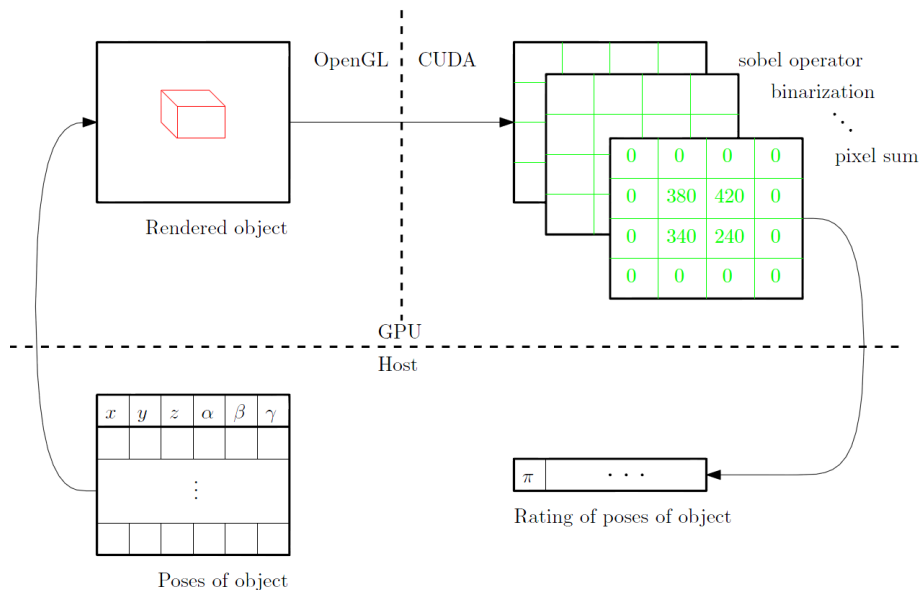 OpenGL CUDA
sobel operator
binarization
⋱
pixel sum
0 0 0 0
0 380 420 0
0 340 240 0
0 0 0 0
Rendered object
GPU
Host
x y z α β γ
⋮
Poses of object
π ···
Rating of poses of object